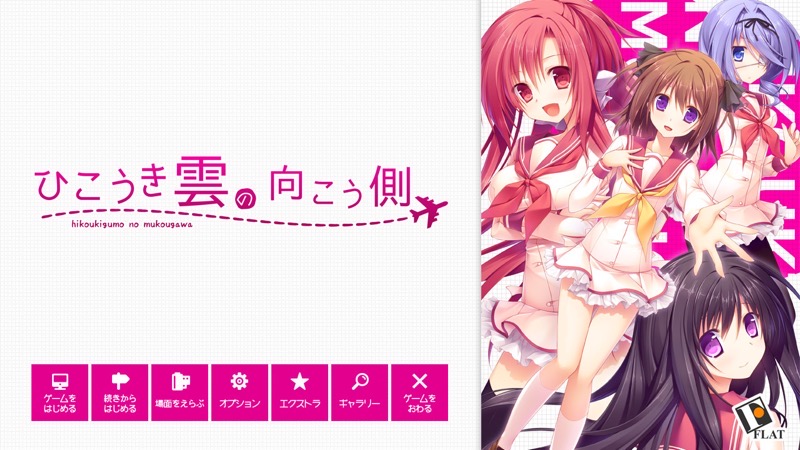 ひこうき雲の向こう側
hikoukigumo no mukougawa
ゲームを
はじめる
続きから
はじめる
場面をえらぶ
オプション
エクストラ
ギャラリー
ゲームを
おわる
FLAT